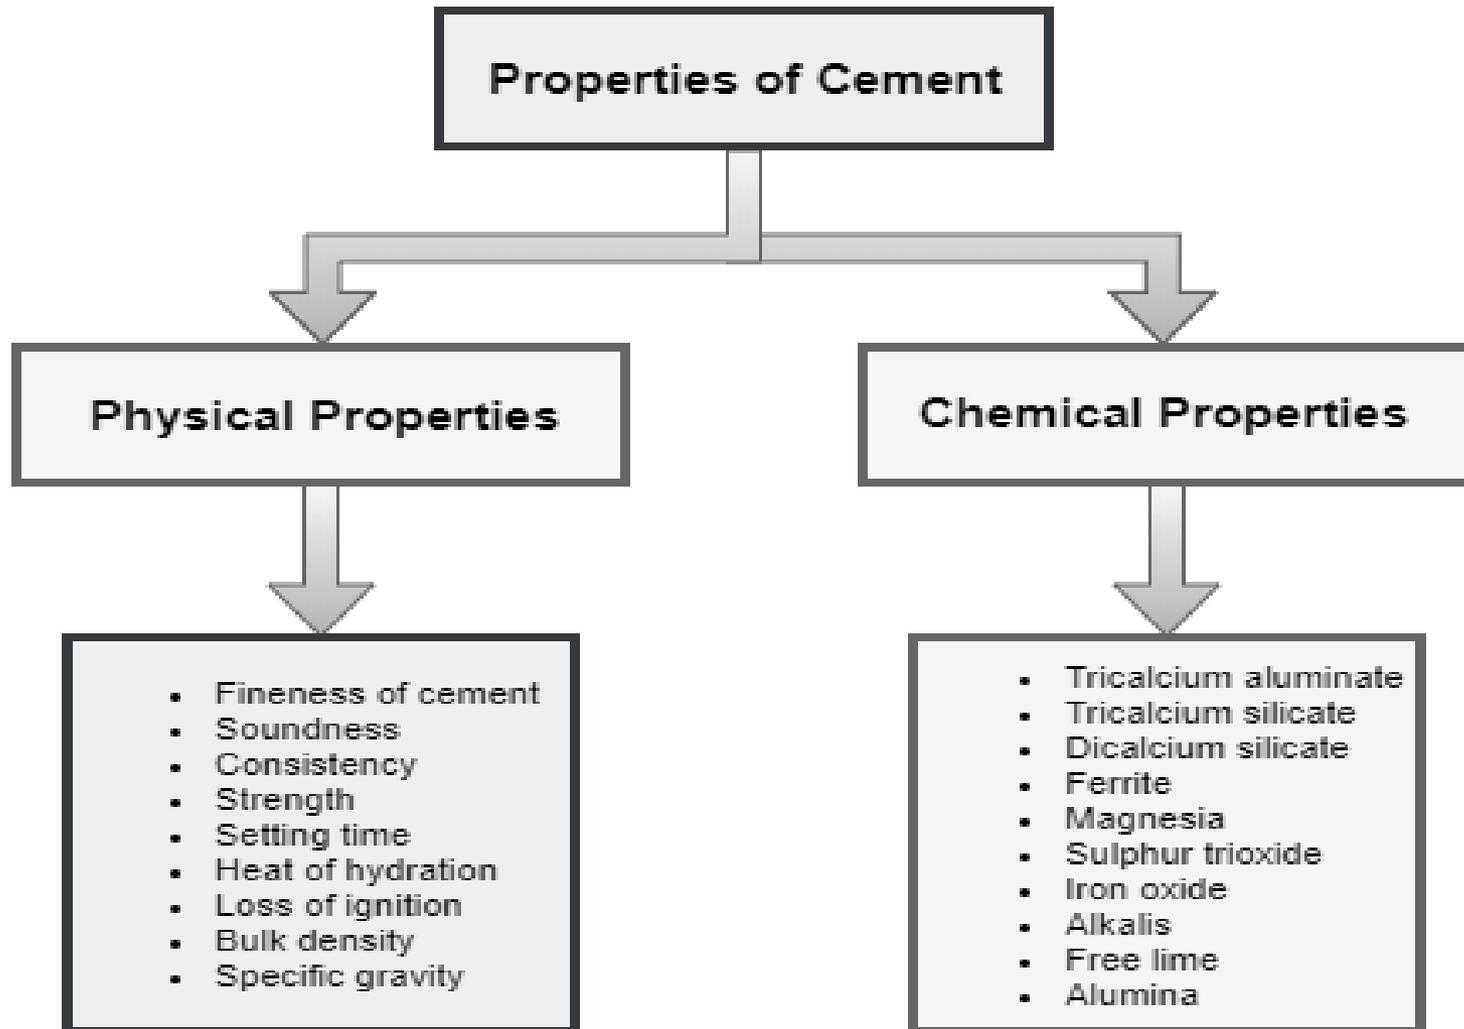 Properties of Cement
Physical Properties
Chemical Properties
• Fineness of cement
• Soundness
• Consistency
• Strength
• Setting time
• Heat of hydration
• Loss of ignition
• Bulk density
• Specific gravity
• Tricalcium aluminate
• Tricalcium silicate
• Dicalcium silicate
• Ferrite
• Magnesia
• Sulphur trioxide
• Iron oxide
• Alkalis
• Free lime
• Alumina